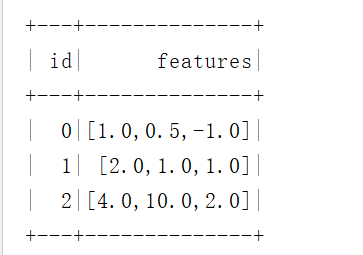 +---+--------------+
| id|      features|
+---+--------------+
|  0|[1.0,0.5,-1.0]|
|  1| [2.0,1.0,1.0]|
|  2|[4.0,10.0,2.0]|
+---+--------------+